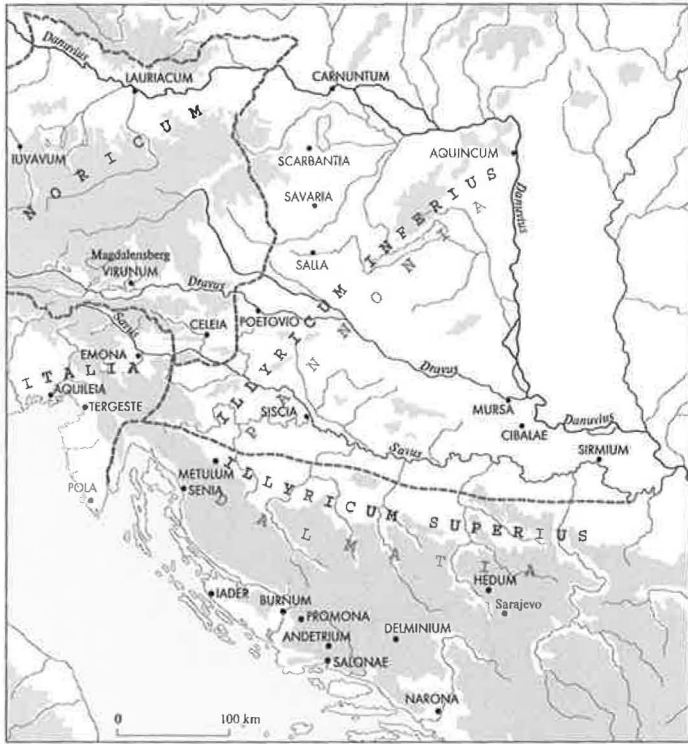 Danuvius
LAURIACUM
CARNUNTUM
NORICUM
IUVAVUM
SCARBANTIA
AQUINCUM
SAVARIA
Danuvius
SALLA
Magdalensberg
VIRUNUM
Dravus
ILLYRICUM INFERIUS
PANNONIA
POETOVIO
Savus
CELEIA
EMONA
ITALIA
AQUILEIA
TERGESTE
Dravus
SISCIA
MURSA
Danuvius
CIBALAE
Savus
SIRMIUM
METULUM
SENIA
POLA
ILLYRICUM SUPERIUS
DALMATIA
HEDUM
Sarajevo
IADER
BURNUM
PROMONA
ANDETRIUM
DELMINIUM
SALONAE
NARONA
0 100 km